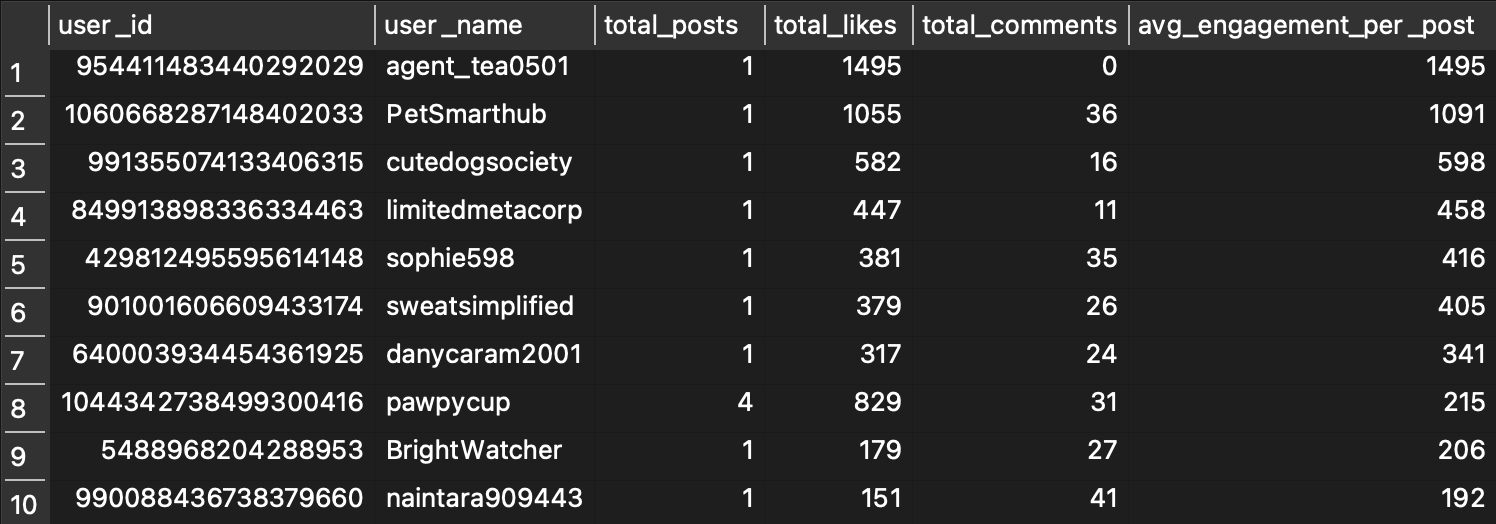 user_id user_name total_posts total_likes total_comments avg_engagement_per_post
1 954411483440292029 agent_tea0501 1 1495 0 1495
2 1060668287148402033 PetSmarthub 1 1055 36 1091
3 991355074133406315 cutedogsociety 1 582 16 598
4 849913898336334463 limitedmetacorp 1 447 11 458
5 429812495595614148 sophie598 1 381 35 416
6 901001606609433174 sweatsimplified 1 379 26 405
7 640003934454361925 danycaram2001 1 317 24 341
8 1044342738499300416 pawpycup 4 829 31 215
9 5488968204288953 BrightWatcher 1 179 27 206
10 990088436738379660 naintara909443 1 151 41 192